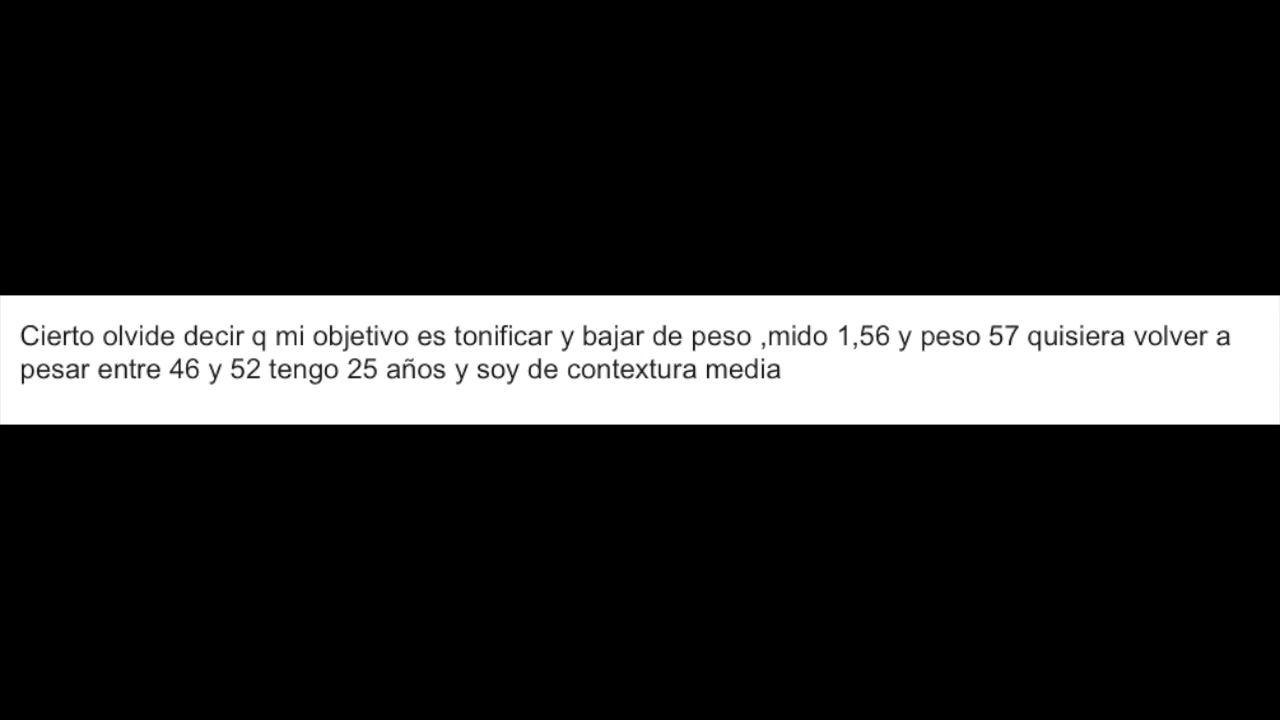 Cierto olvide decir q mi objetivo es tonificar y bajar de peso ,mido 1,56 y peso 57 quisiera volver a
pesar entre 46 y 52 tengo 25 años y soy de contextura media